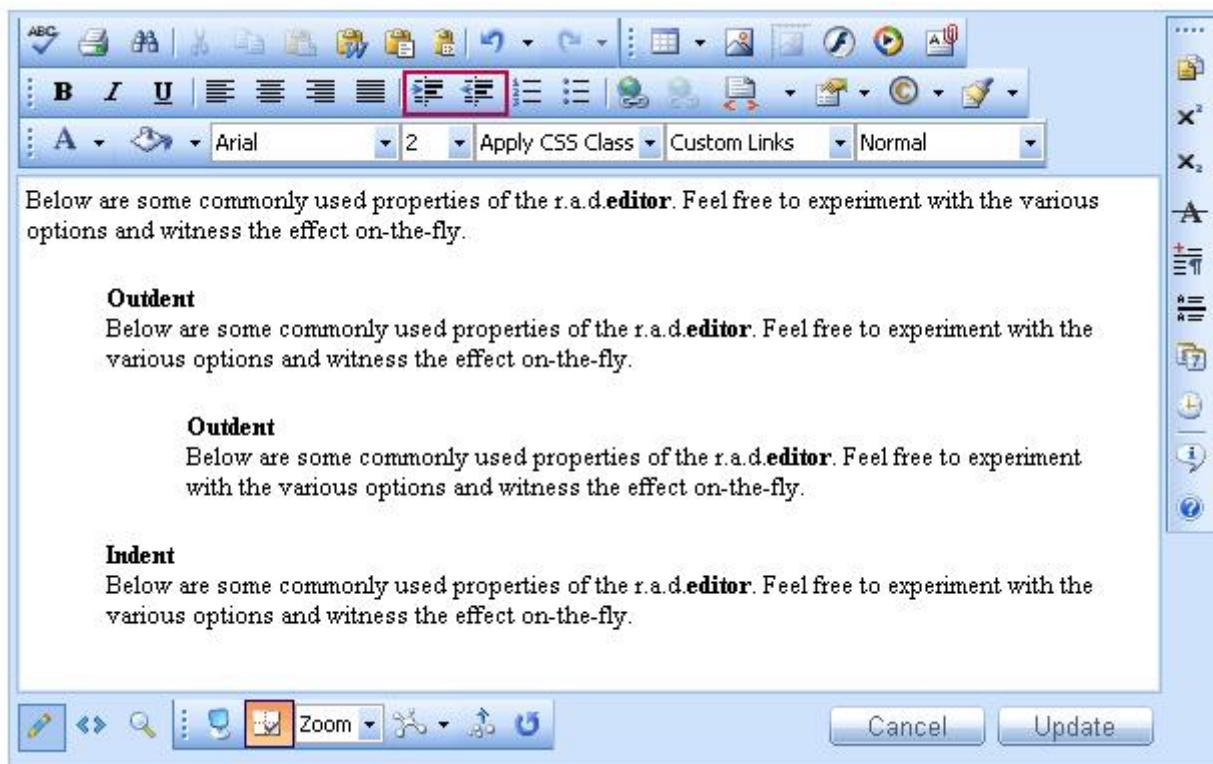 ABC
B I U
A Arial 2 Apply CSS Class Custom Links Normal
Below are some commonly used properties of the r.a.d.editor. Feel free to experiment with the various
options and witness the effect on-the-fly.
Outdent
Below are some commonly used properties of the r.a.d.editor. Feel free to experiment with the
various options and witness the effect on-the-fly.
Outdent
Below are some commonly used properties of the r.a.d.editor. Feel free to experiment
with the various options and witness the effect on-the-fly.
Indent
Below are some commonly used properties of the r.a.d.editor. Feel free to experiment with the
various options and witness the effect on-the-fly.
Zoom Cancel Update